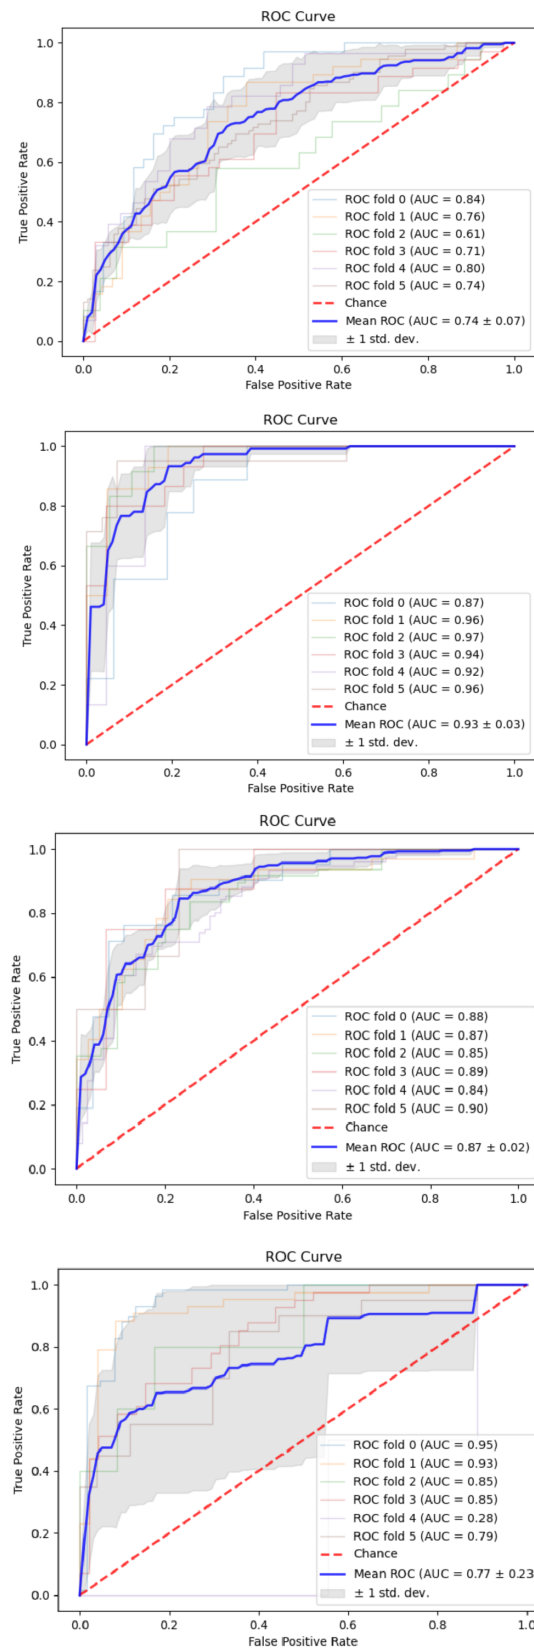 ROC Curve
True Positive Rate
1.0
0.8
0.6
0.4
0.2
0.0
ROC fold 0 (AUC = 0.84)
ROC fold 1 (AUC = 0.76)
ROC fold 2 (AUC = 0.61)
ROC fold 3 (AUC = 0.71)
ROC fold 4 (AUC = 0.80)
ROC fold 5 (AUC = 0.74)
Chance
Mean ROC (AUC = 0.74 ± 0.07)
± 1 std. dev.
0.0 0.2 0.4 0.6 0.8 1.0
False Positive Rate
ROC Curve
True Positive Rate
1.0
0.8
0.6
0.4
0.2
0.0
ROC fold 0 (AUC = 0.87)
ROC fold 1 (AUC = 0.96)
ROC fold 2 (AUC = 0.97)
ROC fold 3 (AUC = 0.94)
ROC fold 4 (AUC = 0.92)
ROC fold 5 (AUC = 0.96)
Chance
Mean ROC (AUC = 0.93 ± 0.03)
± 1 std. dev.
0.0 0.2 0.4 0.6 0.8 1.0
False Positive Rate
ROC Curve
True Positive Rate
1.0
0.8
0.6
0.4
0.2
0.0
ROC fold 0 (AUC = 0.88)
ROC fold 1 (AUC = 0.87)
ROC fold 2 (AUC = 0.85)
ROC fold 3 (AUC = 0.89)
ROC fold 4 (AUC = 0.84)
ROC fold 5 (AUC = 0.90)
Chance
Mean ROC (AUC = 0.87 ± 0.02)
± 1 std. dev.
0.0 0.2 0.4 0.6 0.8 1.0
False Positive Rate
ROC Curve
True Positive Rate
1.0
0.8
0.6
0.4
0.2
0.0
ROC fold 0 (AUC = 0.95)
ROC fold 1 (AUC = 0.93)
ROC fold 2 (AUC = 0.85)
ROC fold 3 (AUC = 0.85)
ROC fold 4 (AUC = 0.28)
ROC fold 5 (AUC = 0.79)
Chance
Mean ROC (AUC = 0.77 ± 0.23
± 1 std. dev.
0.0 0.2 0.4 0.6 0.8 1.0
False Positive Rate